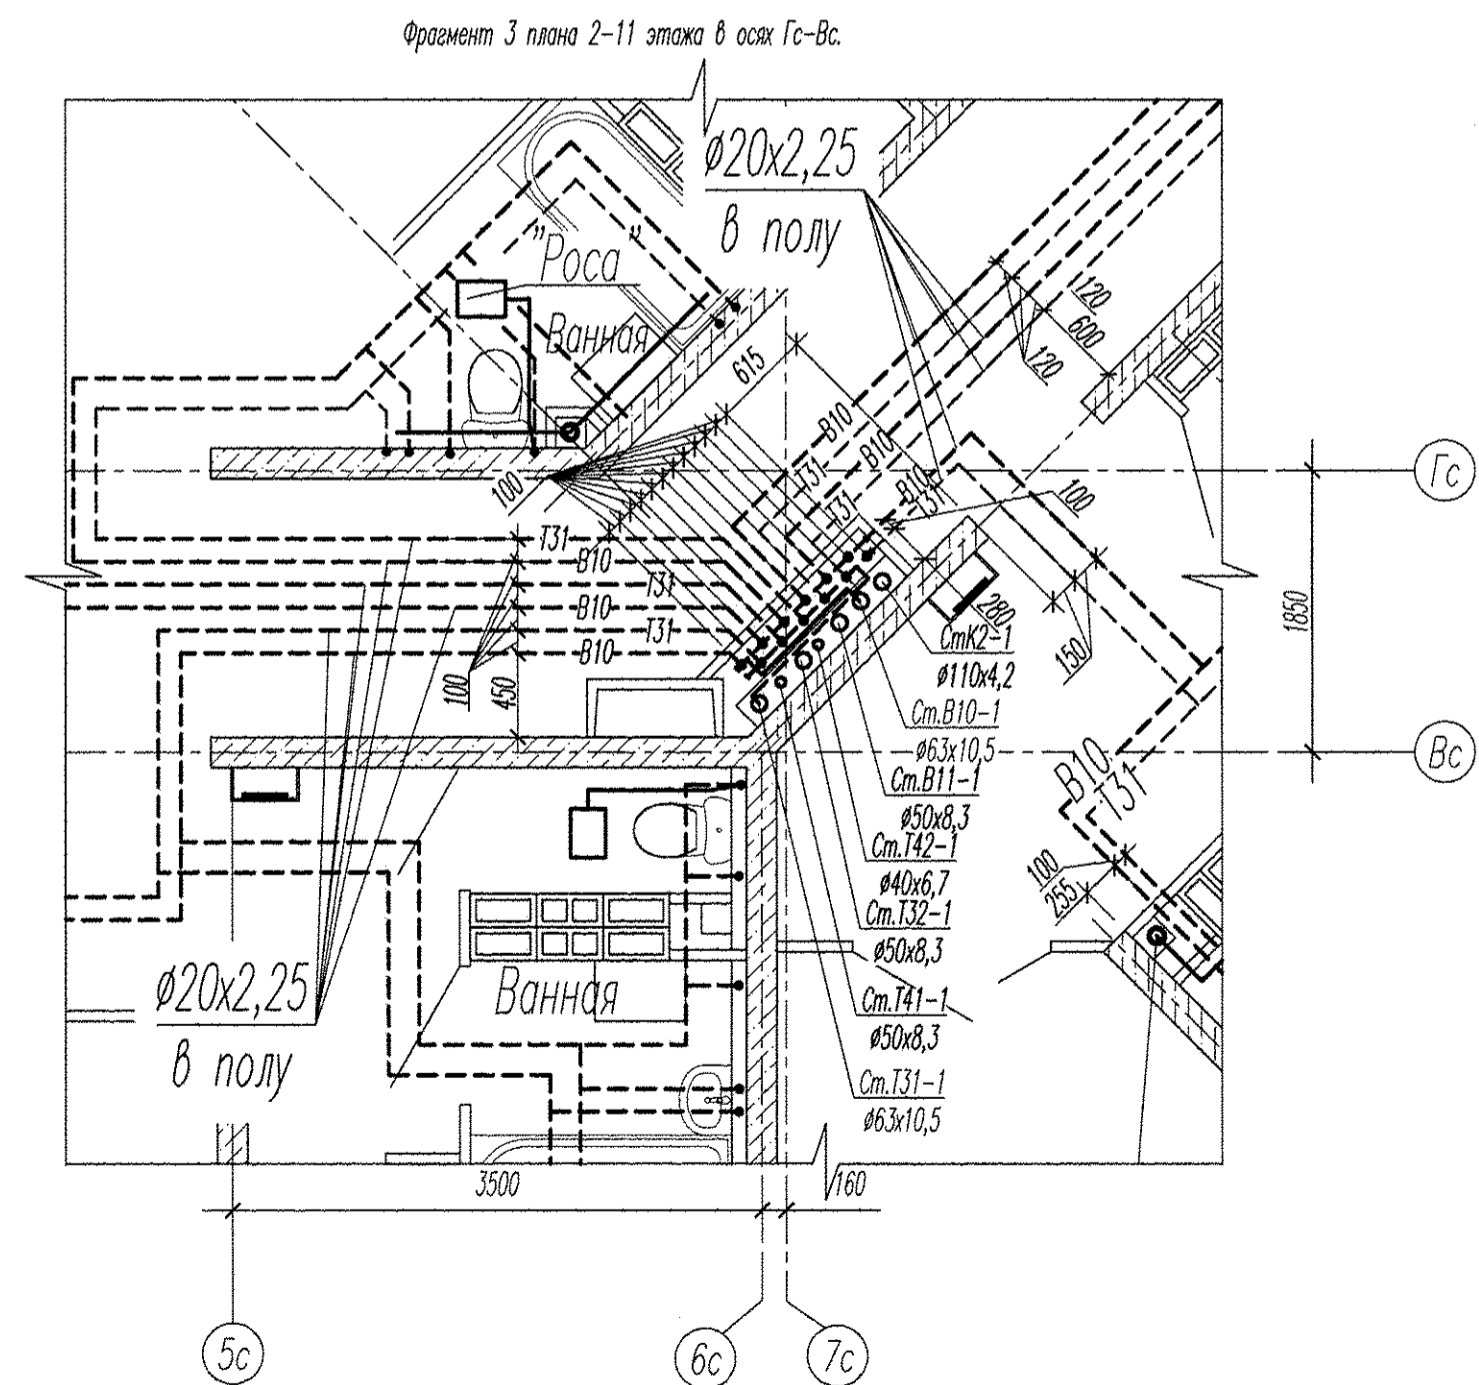 Фрагмент 3 плана 2-11 этажа в осях Гс-Вс.
ø20x2,25
в полу
"Роса"
Ванная
615
120
600
120
В10
В10
Т31
В10
Т31
Т31
100
100
Гс
Т31
В10
Т31
В10
Т31
В10
100
450
280
150
1850
СтК2-1
ø110x4,2
Ст.В10-1
ø63x10,5
Ст.В11-1
ø50x8,3
Ст.Т42-1
ø40x6,7
Ст.Т32-1
ø50x8,3
Ст.Т41-1
ø50x8,3
Ст.Т31-1
ø63x10,5
Вс
В10
Т31
100
255
ø20x2,25
в полу
Ванная
3500
160
5с
6с
7с